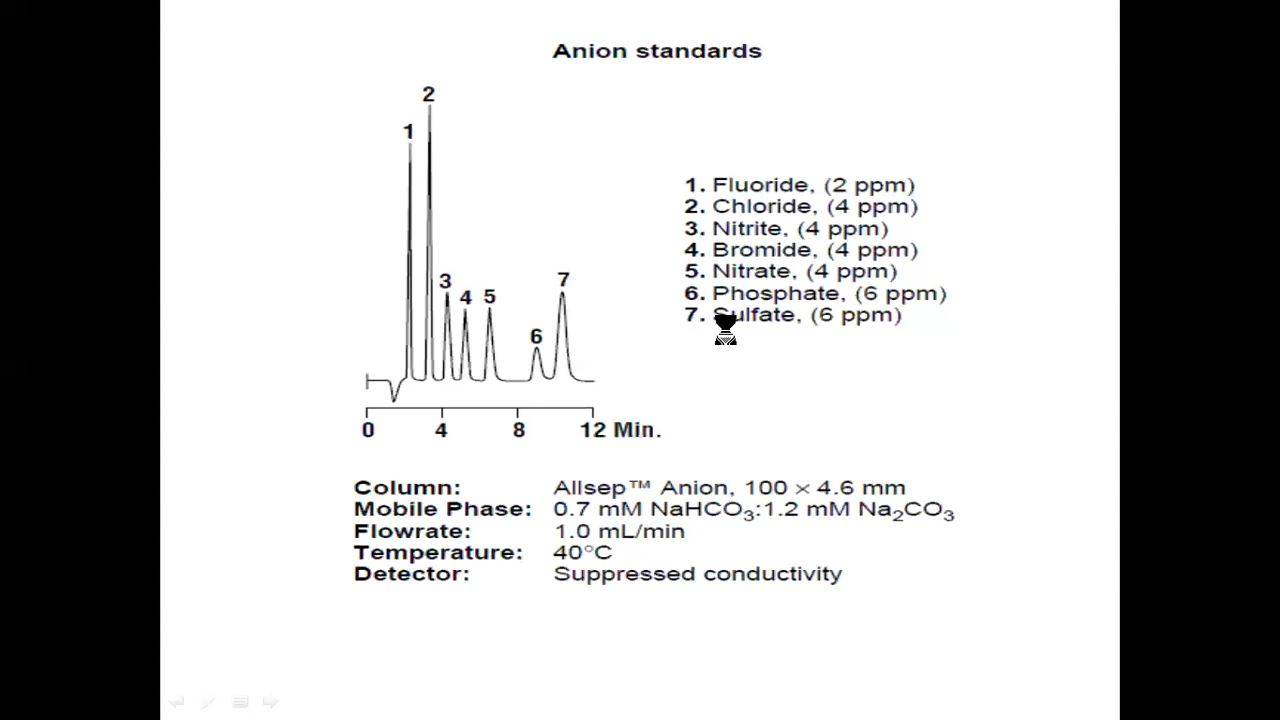 Anion standards
2
1
3
4
5
7
6
0 4 8 12 Min.
1. Fluoride, (2 ppm)
2. Chloride, (4 ppm)
3. Nitrite, (4 ppm)
4. Bromide, (4 ppm)
5. Nitrate, (4 ppm)
6. Phosphate, (6 ppm)
7. Sulfate, (6 ppm)
Column: Allsep™ Anion, 100 × 4.6 mm
Mobile Phase: 0.7 mM NaHCO₃:1.2 mM Na₂CO₃
Flowrate: 1.0 mL/min
Temperature: 40°C
Detector: Suppressed conductivity